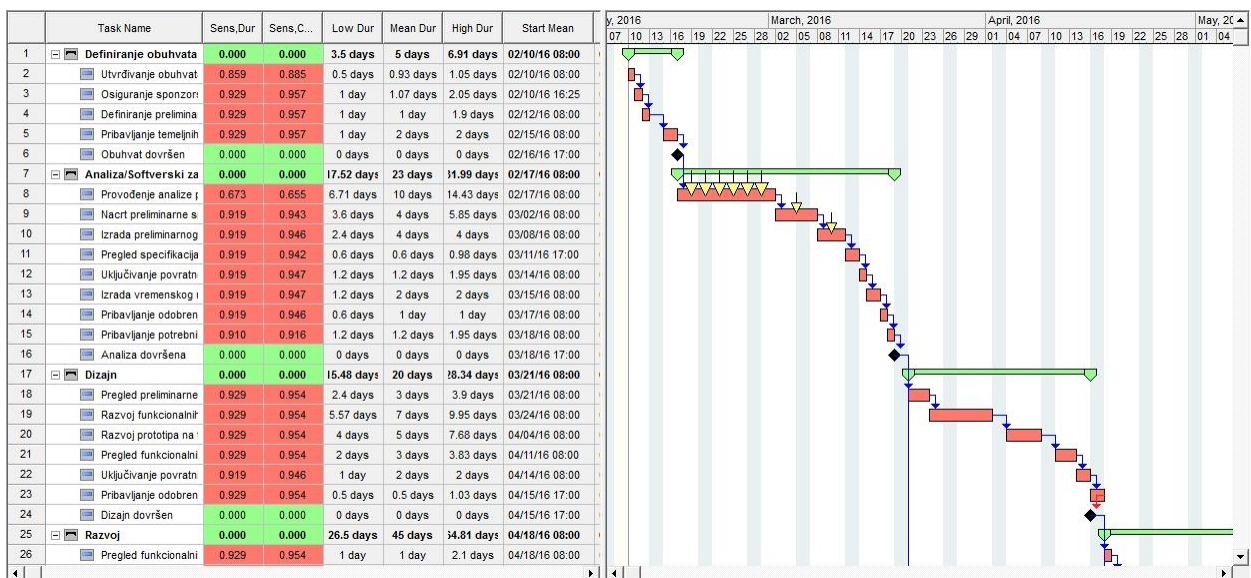 Task Name Sens,Dur Sens,C... Low Dur Mean Dur High Dur Start Mean
y, 2016 March, 2016 April, 2016 May, 20
07 10 13 16 19 22 25 28 02 05 08 11 14 17 20 23 26 29 01 04 07 10 13 16 19 22 25 28 01 04
1 Definiranje obuhvata 0.000 0.000 3.5 days 5 days 6.91 days 02/10/16 08:00
2 Utvrđivanje obuhvat 0.859 0.885 0.5 days 0.93 days 1.05 days 02/10/16 08:00
3 Osiguranje sponzor 0.929 0.957 1 day 1.07 days 2.05 days 02/10/16 16:25
4 Definiranje prelimina 0.929 0.957 1 day 1 day 1.9 days 02/12/16 08:00
5 Pribavljanje temeljnih 0.929 0.957 1 day 2 days 2 days 02/15/16 08:00
6 Obuhvat dovršen 0.000 0.000 0 days 0 days 0 days 02/16/16 17:00
7 Analiza/Softverski za 0.000 0.000 17.52 days 23 days 31.99 days 02/17/16 08:00
8 Provođenje analize p 0.673 0.655 6.71 days 10 days 14.43 days 02/17/16 08:00
9 Nacrt preliminarne s 0.919 0.943 3.6 days 4 days 5.85 days 03/02/16 08:00
10 Izrada preliminarnog 0.919 0.946 2.4 days 4 days 4 days 03/08/16 08:00
11 Pregled specifikacija 0.919 0.942 0.6 days 0.6 days 0.98 days 03/11/16 17:00
12 Uključivanje povratn 0.919 0.947 1.2 days 1.2 days 1.95 days 03/14/16 08:00
13 Izrada vremenskog 0.919 0.947 1.2 days 2 days 2 days 03/15/16 08:00
14 Pribavljanje odobren 0.919 0.946 0.6 days 1 day 1 day 03/17/16 08:00
15 Pribavljanje potrebni 0.910 0.916 1.2 days 1.2 days 1.95 days 03/18/16 08:00
16 Analiza dovršena 0.000 0.000 0 days 0 days 0 days 03/18/16 17:00
17 Dizajn 0.000 0.000 15.48 days 20 days 28.34 days 03/21/16 08:00
18 Pregled preliminarne 0.929 0.954 2.4 days 3 days 3.9 days 03/21/16 08:00
19 Razvoj funkcionalnih 0.929 0.954 5.57 days 7 days 9.95 days 03/24/16 08:00
20 Razvoj prototipa na 0.929 0.954 4 days 5 days 7.68 days 04/04/16 08:00
21 Pregled funkcionalni 0.929 0.954 2 days 3 days 3.83 days 04/11/16 08:00
22 Uključivanje povratn 0.919 0.946 1 day 2 days 2 days 04/14/16 08:00
23 Pribavljanje odobren 0.929 0.954 0.5 days 0.5 days 1.03 days 04/15/16 17:00
24 Dizajn dovršen 0.000 0.000 0 days 0 days 0 days 04/15/16 17:00
25 Razvoj 0.000 0.000 26.5 days 45 days 54.81 days 04/18/16 08:00
26 Pregled funkcionalni 0.929 0.954 1 day 1 day 2.1 days 04/18/16 08:00